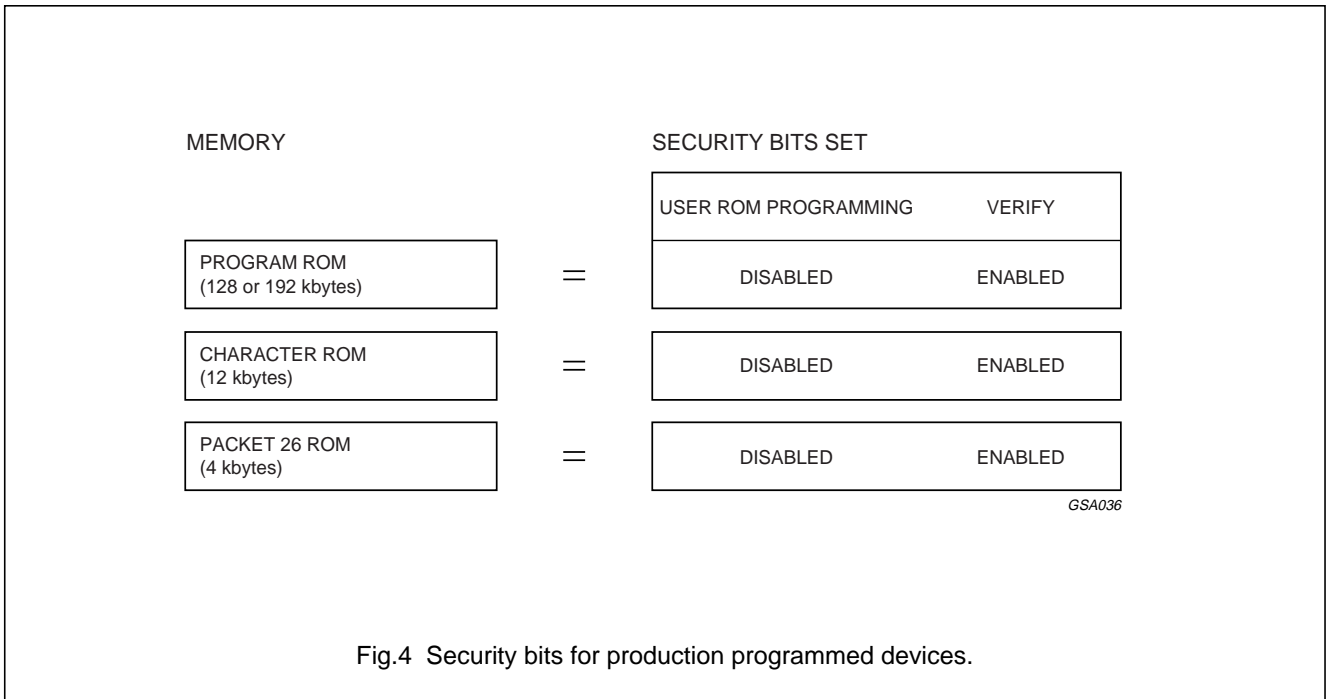 MEMORY SECURITY BITS SET
USER ROM PROGRAMMING VERIFY
PROGRAM ROM
(128 or 192 kbytes)
= DISABLED ENABLED
CHARACTER ROM
(12 kbytes)
= DISABLED ENABLED
PACKET 26 ROM
(4 kbytes)
= DISABLED ENABLED
GSA036
Fig.4 Security bits for production programmed devices.